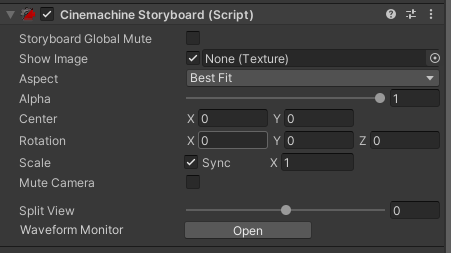 Cinemachine Storyboard (Script)
Storyboard Global Mute
Show Image None (Texture)
Aspect Best Fit
Alpha 1
Center X 0 Y 0
Rotation X 0 Y 0 Z 0
Scale Sync X 1
Mute Camera
Split View 0
Waveform Monitor Open